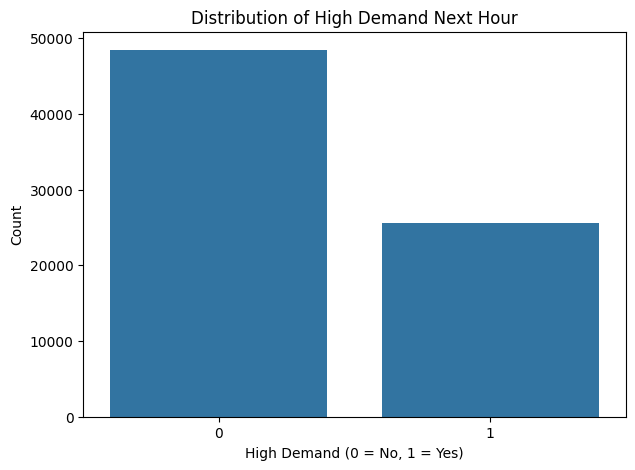 Distribution of High Demand Next Hour
50000
40000
30000
20000
10000
0
Count
0 1
High Demand (0 = No, 1 = Yes)